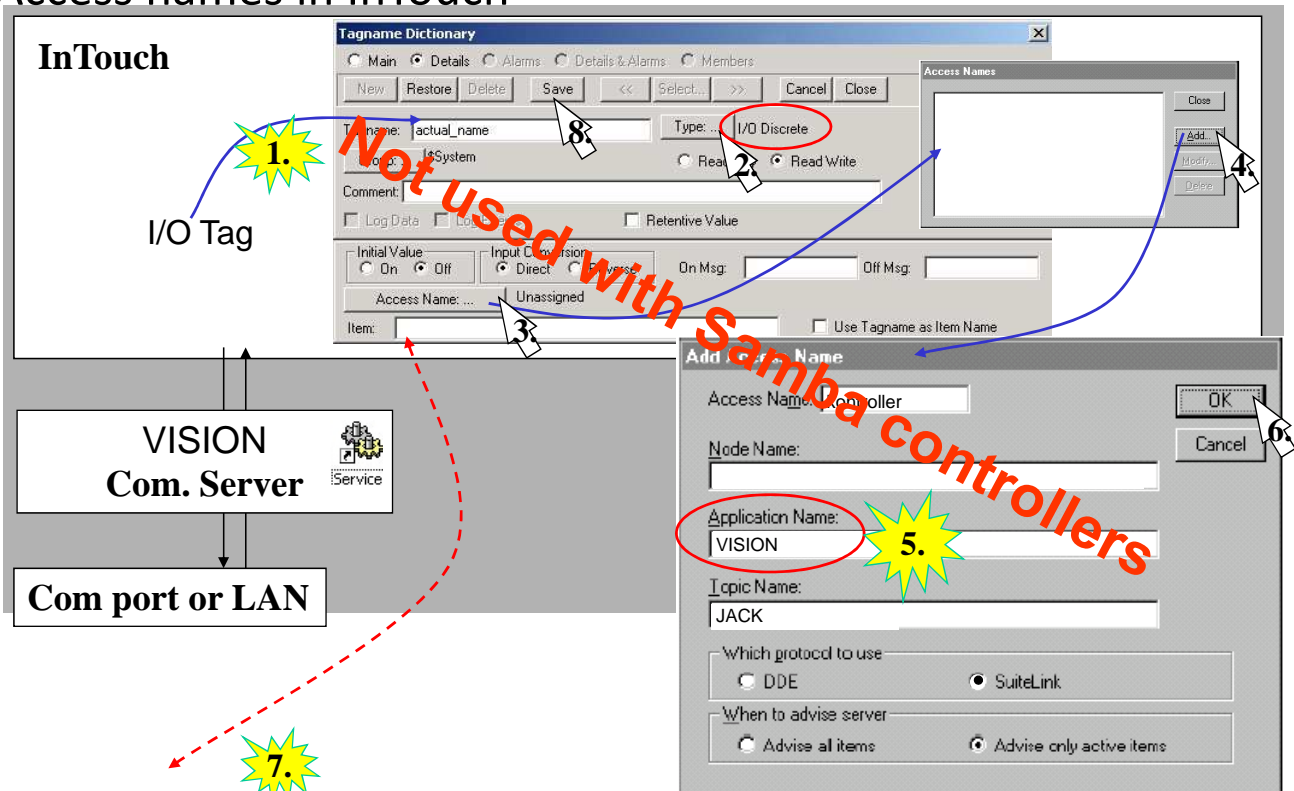 Access names in InTouch
InTouch
Tagname Dictionary
Main Details Alarms Details & Alarms Members
New Restore Delete Save << Select... >> Cancel Close
actual_name Type: ... I/O Discrete
8.
1.
$System
2.
Read Write
Comment:
Log Data
Retentive Value
I/O Tag
Initial Value
On Off
Input Conversion
Direct Reverse
On Msg:
Off Msg:
Access Name: ... Unassigned
3.
Item:
Use Tagname as Item Name
Access Names
Close
Add...
4.
Modify...
Delete
Not used with Samba controllers
VISION
Com. Server
Service
Com port or LAN
7.
Add Access Name
Access Name: Kontroller
OK
6.
Cancel
Node Name:
Application Name:
VISION
5.
Topic Name:
JACK
Which protocol to use
DDE SuiteLink
When to advise server
Advise all items Advise only active items